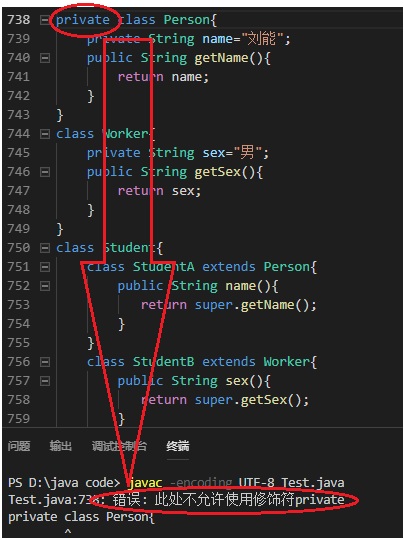 738 private class Person{
739 private String name="刘能";
740 public String getName(){
741 return name;
742 }
743 }
744 class Worker{
745 private String sex="男";
746 public String getSex(){
747 return sex;
748 }
749 }
750 class Student{
751 class StudentA extends Person{
752 public String name(){
753 return super.getName();
754 }
755 }
756 class StudentB extends Worker{
757 public String sex(){
758 return super.getSex();
759 }
问题 输出 调试控制台 终端
PS D:\java code> javac -encoding UTF-8 Test.java
Test.java:738: 错误: 此处不允许使用修饰符private
private class Person{
^